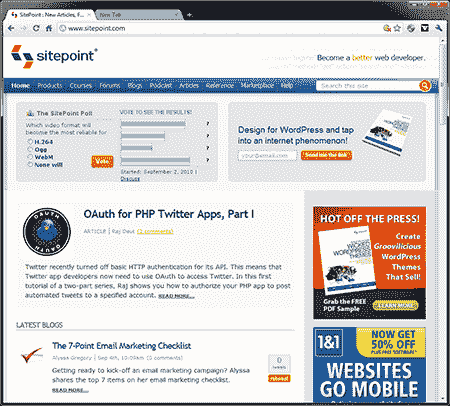 SitePoint : New Articles, F...
New Tab
www.sitepoint.com
sitepoint
Become a better web developer.
Home Products Courses Forums Blogs Podcast Articles Reference Marketplace Help
Search this site
The SitePoint Poll
Which video format will
become the most reliable for
H.264
Ogg
WebM
None will
Vote
VOTE TO SEE THE RESULTS!
?
?
?
?
Started: September 2, 2010 |
Discuss
Design for WordPress and tap
into an internet phenomenon!
your@email.com
Send me the link
OAUTH
OAuth for PHP Twitter Apps, Part I
ARTICLE | Raj Deut (2 comments)
Twitter recently turned off basic HTTP authentication for its API. This means that
Twitter app developers now need to use OAuth to access Twitter. In this first
tutorial of a two-part series, Raj shows you how to authorize your PHP app to post
automated tweets to a specified account. READ MORE...
LATEST BLOGS
The 7-Point Email Marketing Checklist
Alyssa Gregory | Sep 4th, 10:09am (0 comments)
Getting ready to kick-off an email marketing campaign? Alyssa
shares the top 7 items on her email marketing checklist.
READ MORE...
0
tweets
retweet
HOT OFF THE PRESS!
Create
Groovilicious
WordPress
Themes
That Sell!
Grab the FREE
PDF Sample
LEARN MORE
1&1
NOW GET
50% OFF
WEBSITES
GO MOBILE